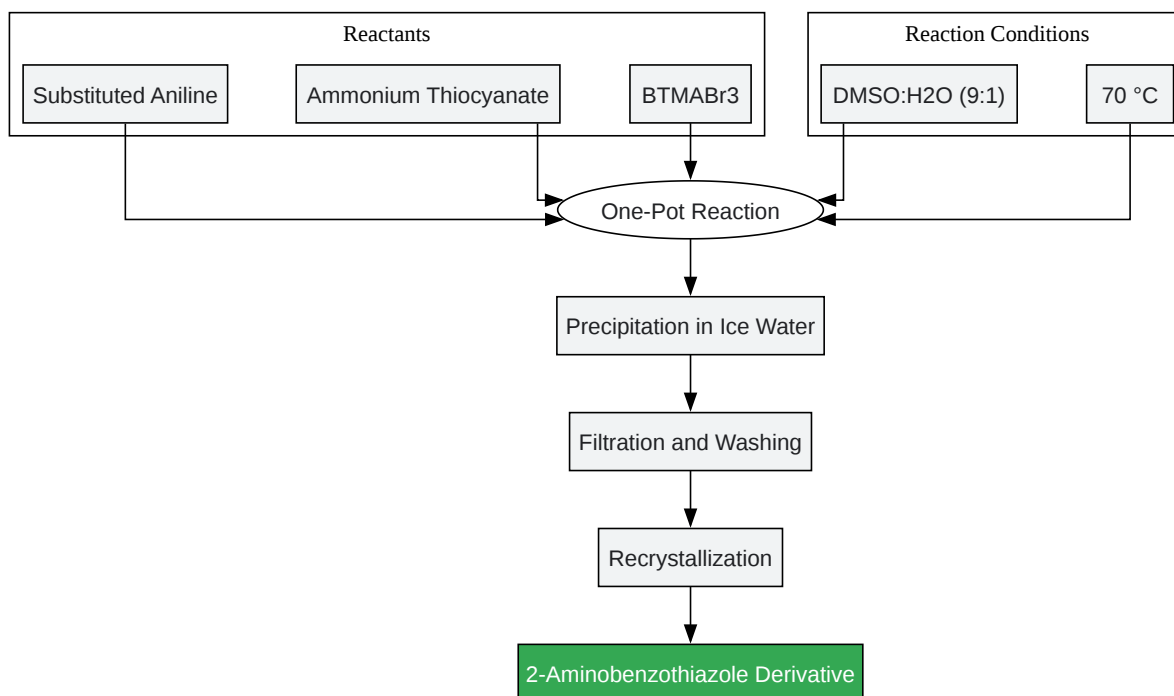 Reactants
Reaction Conditions
Substituted Aniline
Ammonium Thiocyanate
BTMABr3
DMSO:H2O (9:1)
70 °C
One-Pot Reaction
Precipitation in Ice Water
Filtration and Washing
Recrystallization
2-Aminobenzothiazole Derivative